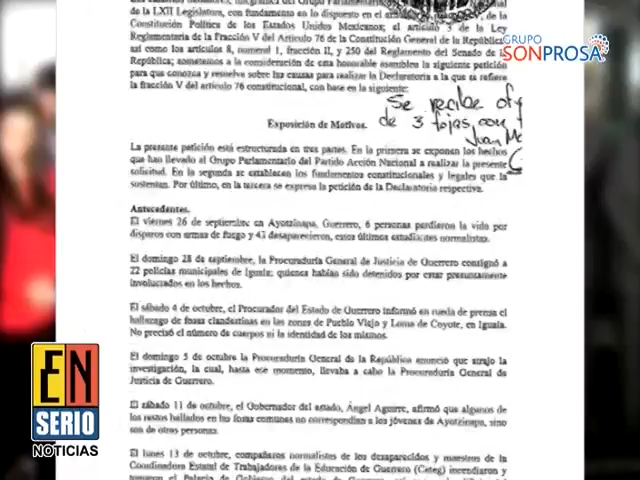 de la LXII Legislatura, con fundamento en lo dispuesto en el V, de la
Constitución Política de los Estados Unidos Mexicanos; el artículo 3 de la Ley
Reglamentaria de la Fracción V del Artículo 76 de la Constitución General de la República
así como los artículos 8, numeral 1, fracción II, y 250 del Reglamento del Senado de la
República; sometemos a la consideración de esta honorable asamblea la siguiente petición
para que conozca y resuelva sobre las causas para realizar la Declaratoria a la que se refiere
la fracción V del artículo 76 constitucional, con base en la siguiente:
GRUPO
SONPROSA
Se recibe
de 3 fojas con
Juan
Exposición de Motivos.
La presente petición está estructurada en tres partes. En la primera se exponen los hechos
que han llevado al Grupo Parlamentario del Partido Acción Nacional a realizar la presente
solicitud. En la segunda se establecen los fundamentos constitucionales y legales que la
sustentan. Por último, en la tercera se expresa la petición de la Declaratoria respectiva.
Antecedentes.
El viernes 26 de septiembre en Ayotzinapa, Guerrero, 6 personas perdieron la vida por
disparos con armas de fuego y 43 desaparecieron, estos últimos estudiantes normalistas.
El domingo 28 de septiembre, la Procuraduría General de Justicia de Guerrero consignó a
22 policías municipales de Iguala; quienes habían sido detenidos por estar presuntamente
involucrados en los hechos.
El sábado 4 de octubre, el Procurador del Estado de Guerrero informó en rueda de prensa el
hallazgo de fosas clandestinas en las zonas de Pueblo Viejo y Loma de Coyote, en Iguala.
No precisó el número de cuerpos ni la identidad de los mismos.
El domingo 5 de octubre la Procuraduría General de la República anunció que atrajo la
investigación, la cual, hasta ese momento, llevaba a cabo la Procuraduría General de
Justicia de Guerrero.
El sábado 11 de octubre, el Gobernador del estado, Ángel Aguirre, afirmó que algunos de
los restos hallados en las fosas comunes no correspondían a los jóvenes de Ayotzinapa, sino
son de otras personas.
El lunes 13 de octubre, compañeros normalistas de los desaparecidos y maestros de la
Coordinadora Estatal de Trabajadores de la Educación de Guerrero (Ceteg) incendiaron y
EN
SERIO
NOTICIAS